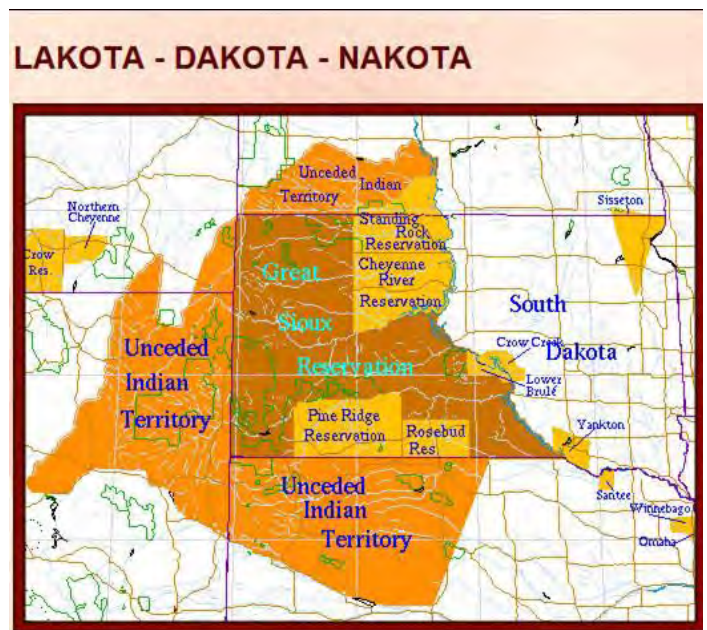 LAKOTA - DAKOTA - NAKOTA
Unceded
Territory Indian
Northern
Cheyenne
Sisseton
Crow
Res.
Standing
Rock
Reservation
Great
Cheyenne
River
Reservation
Sioux
South
Dakota
Unceded
Indian
Territory
Crow Creek
Reservation
Lower
Brulé
Pine Ridge
Reservation
Rosebud
Res.
Yankton
Unceded
Indian
Territory
Santee
Winnebago
Omaha